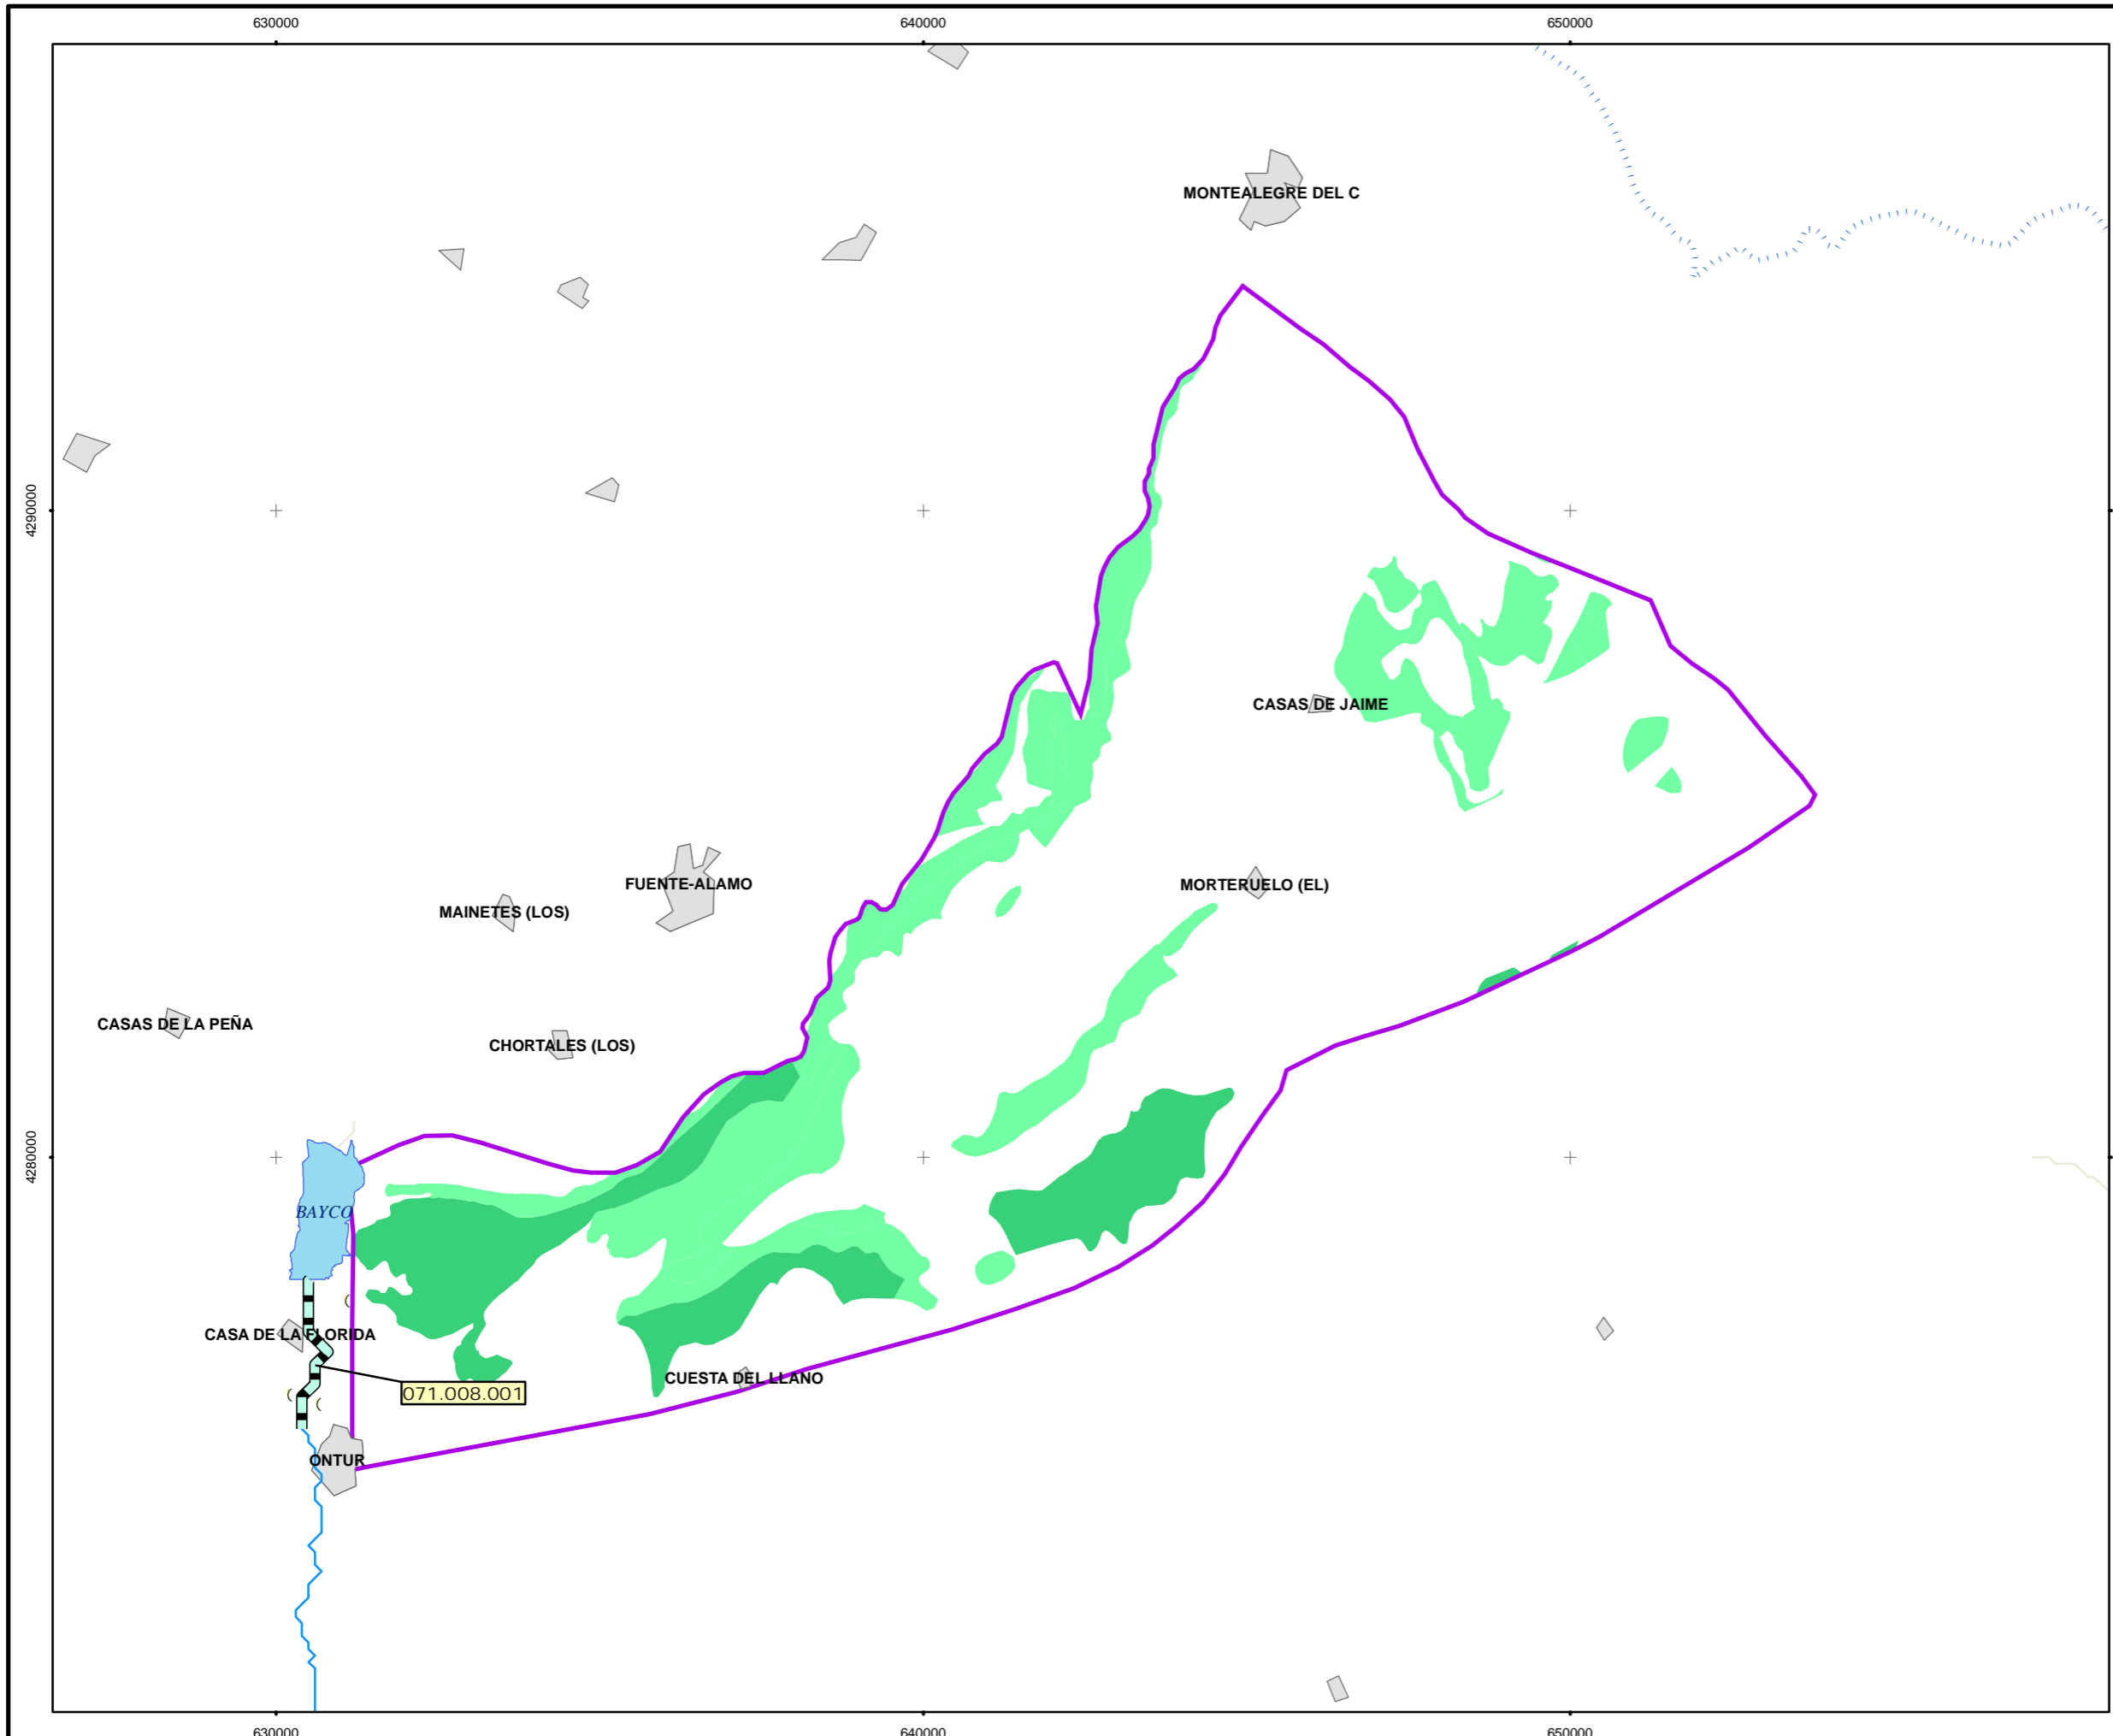 630000 640000 650000
MONTEALEGRE DEL C
4290000
CASAS DE JAIME
FUENTE-ALAMO
MORTERUELO (EL)
MAINETES (LOS)
CASAS DE LA PEÑA
CHORTALES (LOS)
4280000
BAYCO
CASA DE LA FLORIDA
CUESTA DEL LLANO
071.008.001
ONTUR
630000 640000 650000